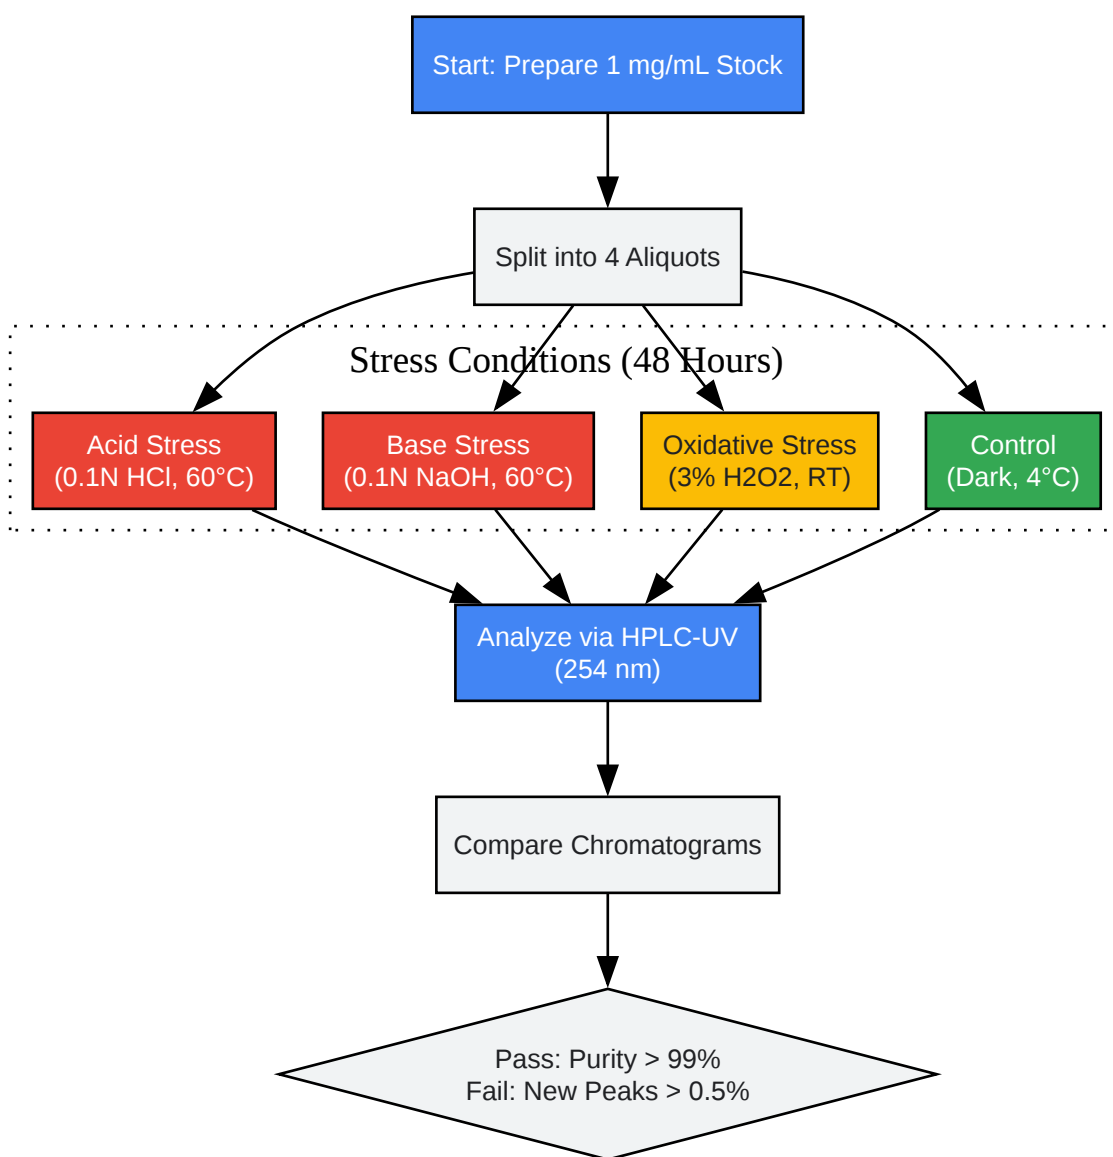 Start: Prepare 1 mg/mL Stock
Split into 4 Aliquots
Stress Conditions (48 Hours)
Acid Stress
(0.1N HCl, 60°C)
Base Stress
(0.1N NaOH, 60°C)
Oxidative Stress
(3% H2O2, RT)
Control
(Dark, 4°C)
Analyze via HPLC-UV
(254 nm)
Compare Chromatograms
Pass: Purity > 99%
Fail: New Peaks > 0.5%